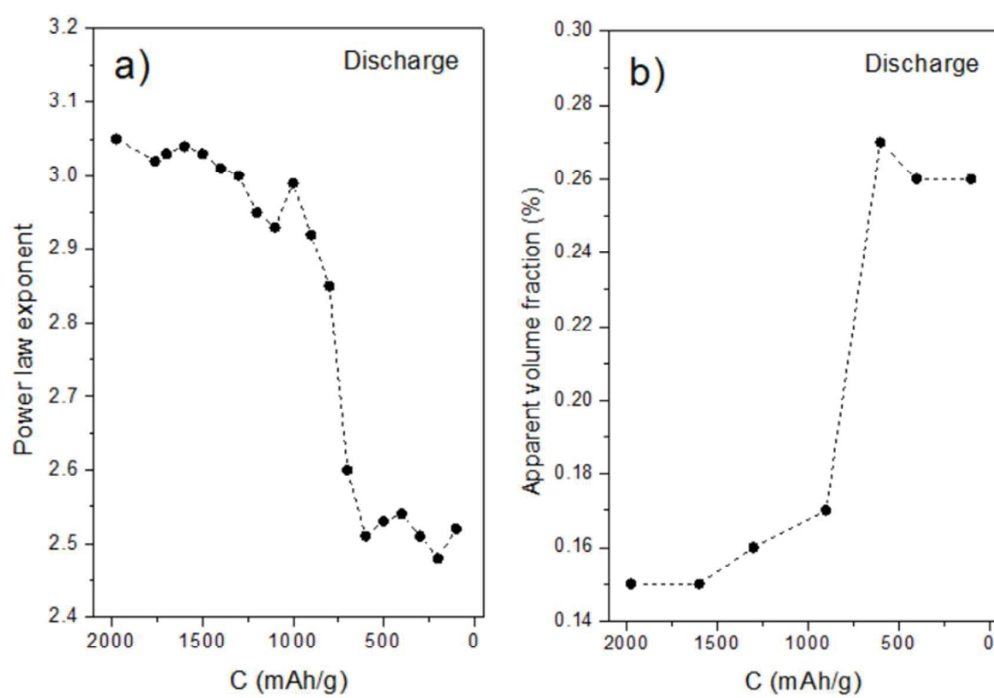 a)
Discharge
3.2
3.1
3.0
2.9
2.8
2.7
2.6
2.5
2.4
Power law exponent
2000 1500 1000 500 0
C (mAh/g)
b)
Discharge
0.30
0.28
0.26
0.24
0.22
0.20
0.18
0.16
0.14
Apparent volume fraction (%)
2000 1500 1000 500 0
C (mAh/g)